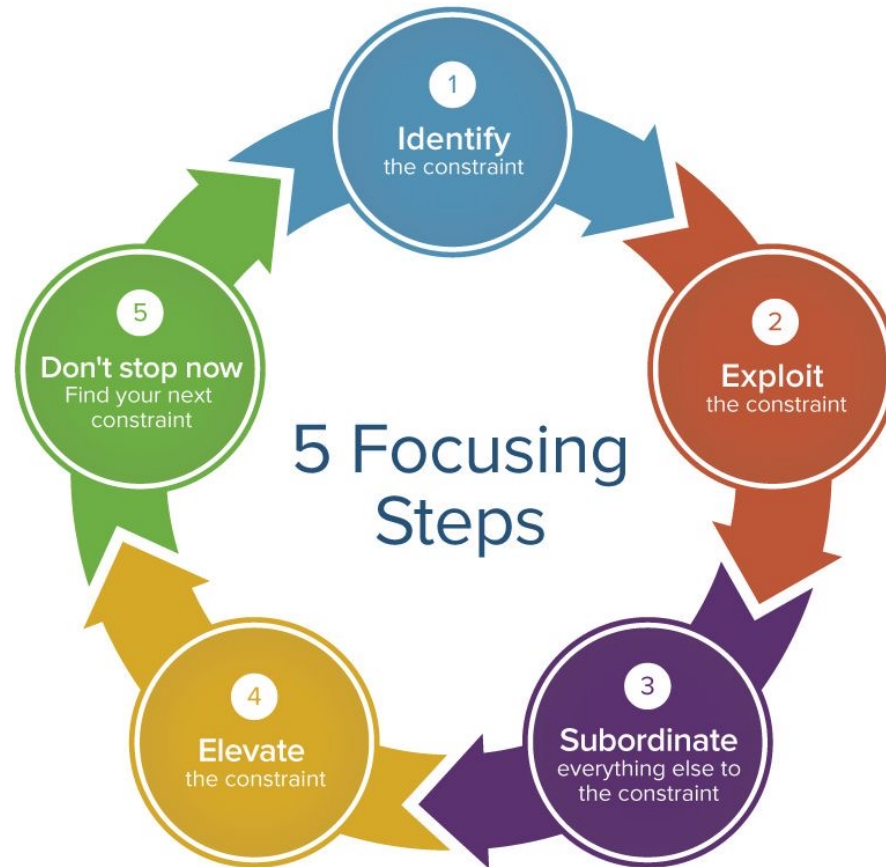 1
Identify
the constraint
2
Exploit
the constraint
3
Subordinate
everything else to
the constraint
4
Elevate
the constraint
5
Don't stop now
Find your next
constraint
5 Focusing
Steps